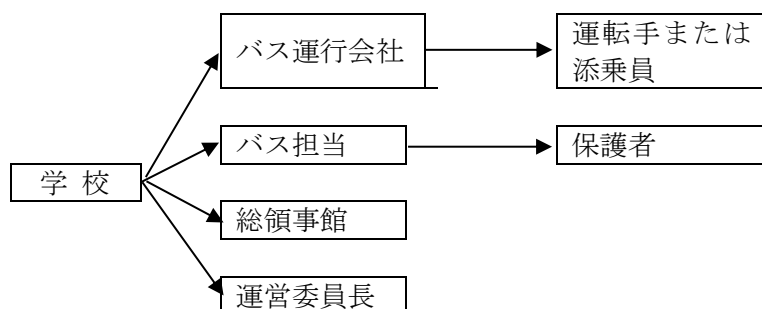 バス運行会社
運転手または
添乗員
バス担当
保護者
学 校
総領事館
運営委員長